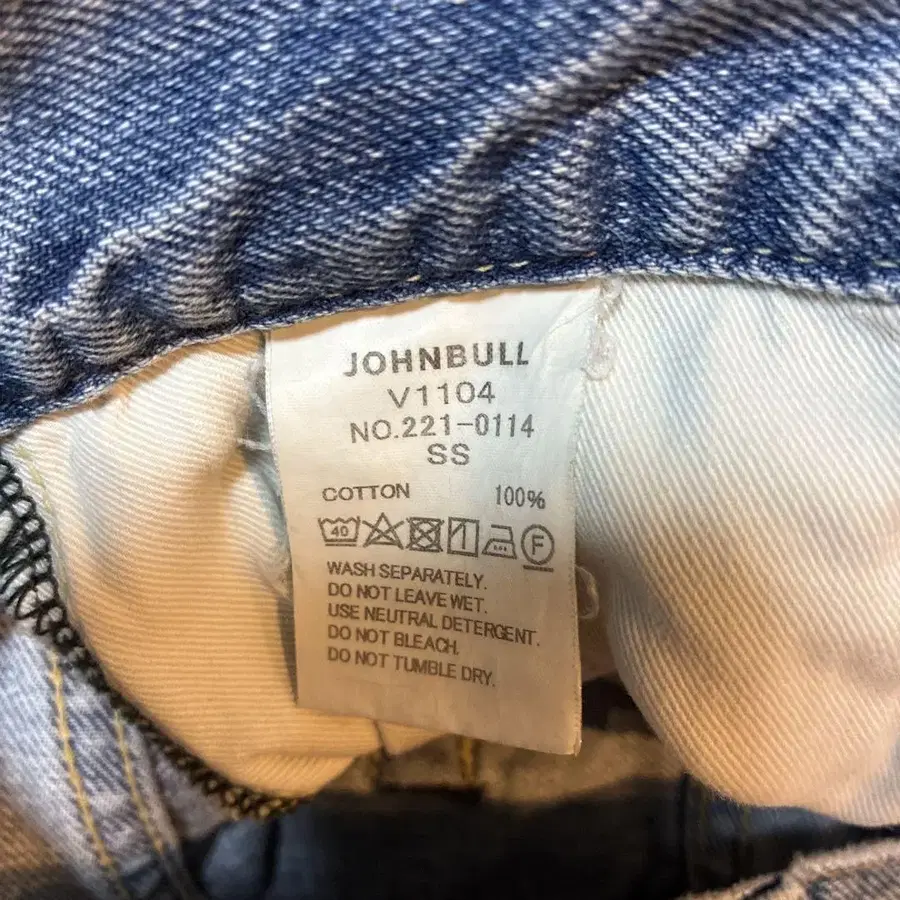 JOHNBULL
V1104
NO.221-0114
SS
COTTON 100%
40 F
WASH SEPARATELY.
DO NOT LEAVE WET.
USE NEUTRAL DETERGENT.
DO NOT BLEACH.
DO NOT TUMBLE DRY.